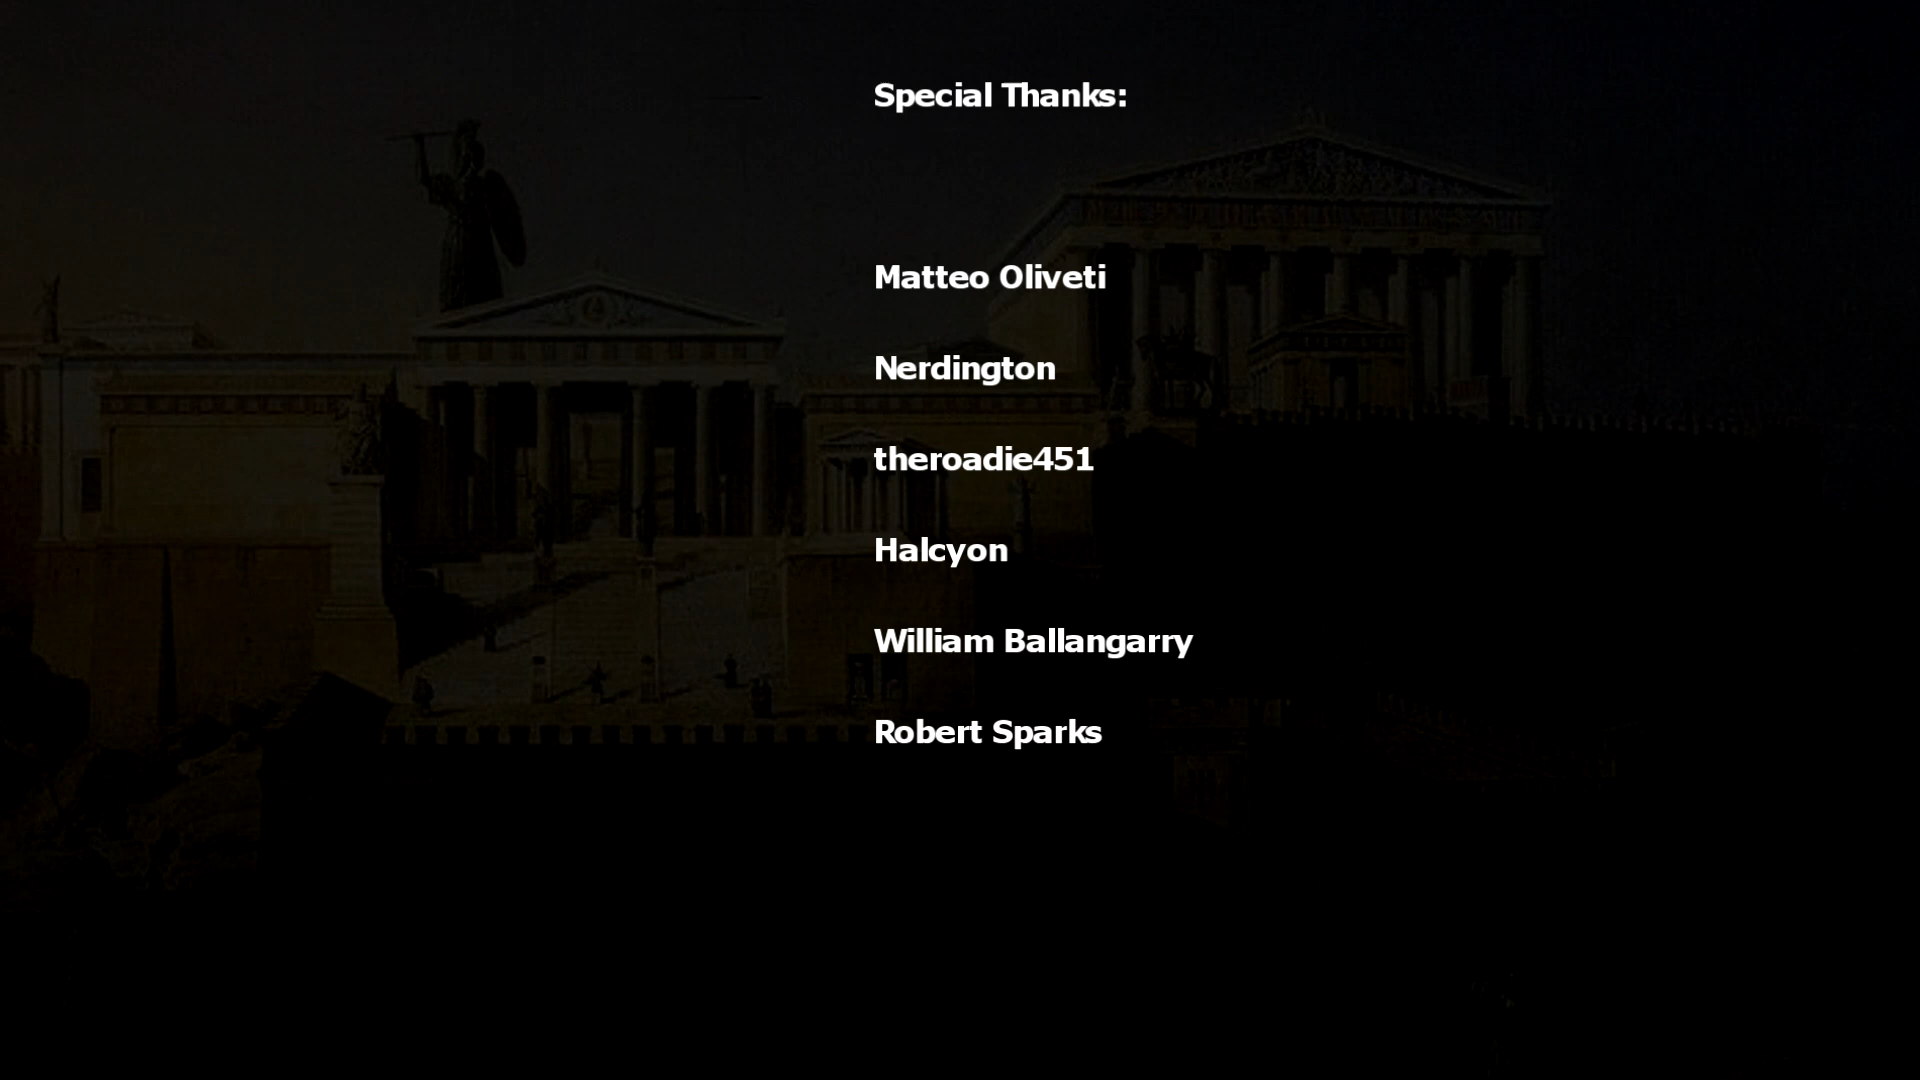 Special Thanks:
Matteo Oliveti
Nerdington
theroadie451
Halcyon
William Ballangarry
Robert Sparks